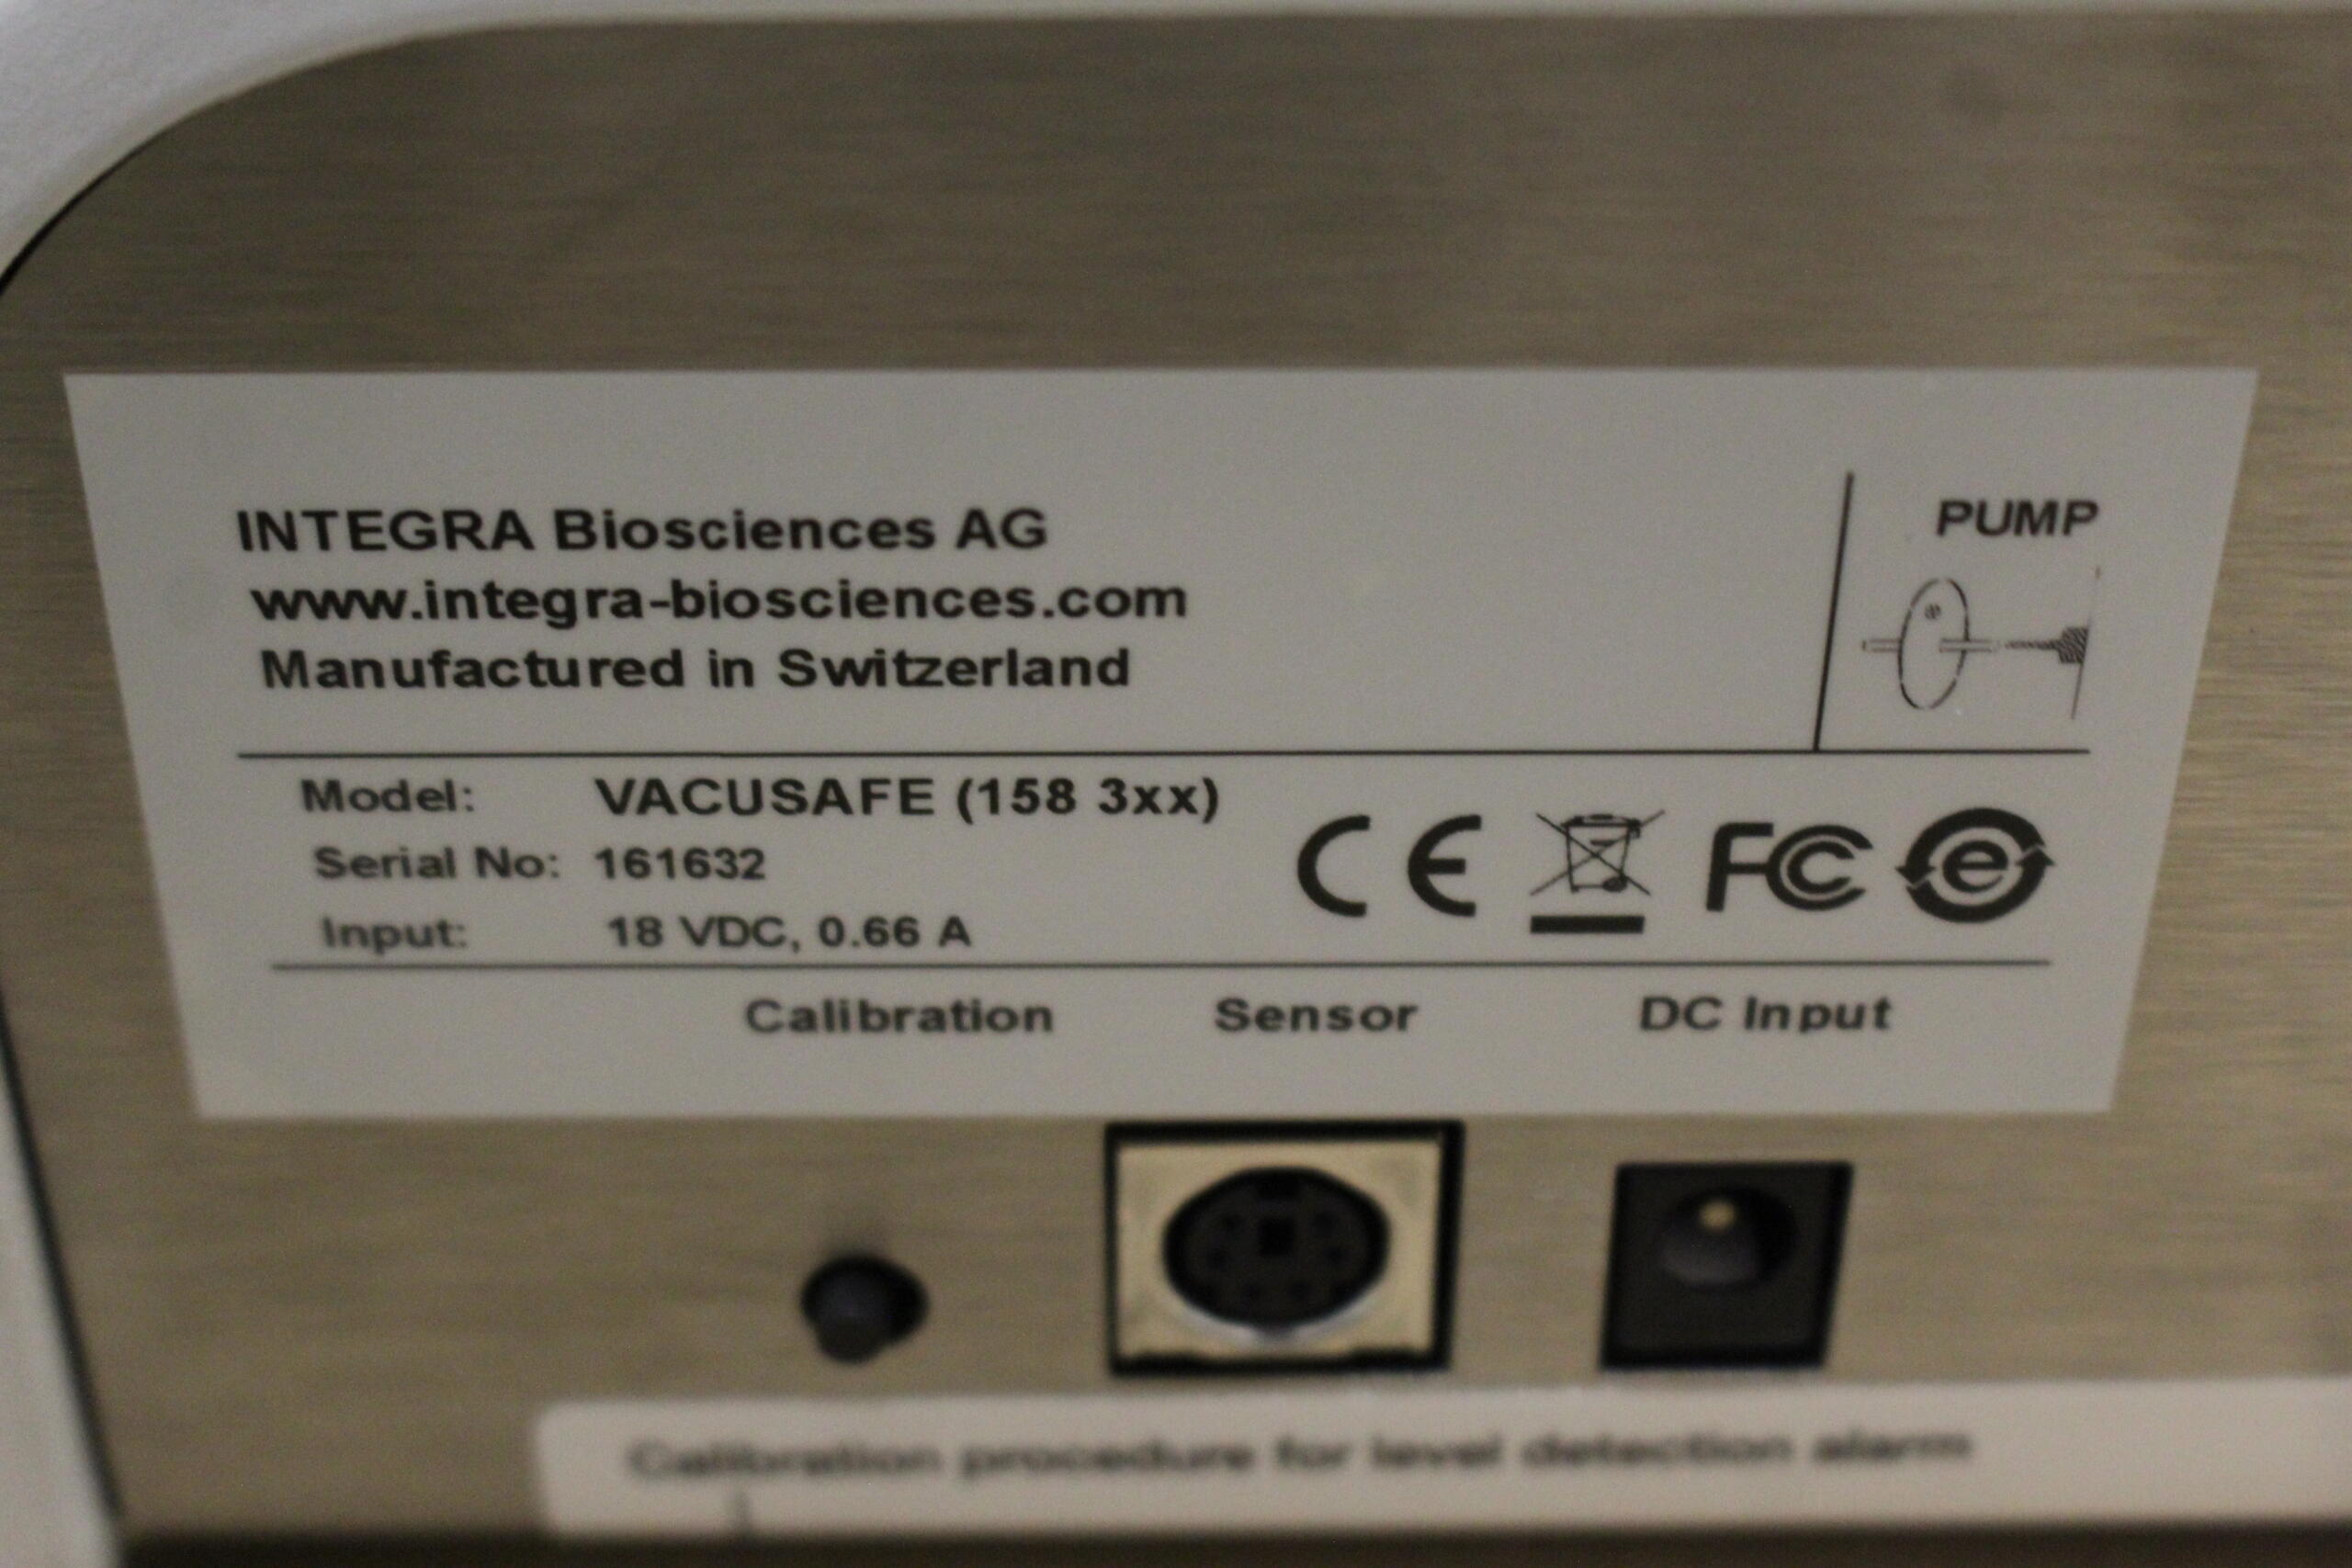 INTEGRA Biosciences AG
www.integra-biosciences.com
Manufactured in Switzerland
PUMP
Model: VACUSAFE (158 3xx)
Serial No: 161632
Input: 18 VDC, 0.66 A
CE FC e
Calibration Sensor DC Input
Calibration procedure for level detection alarm